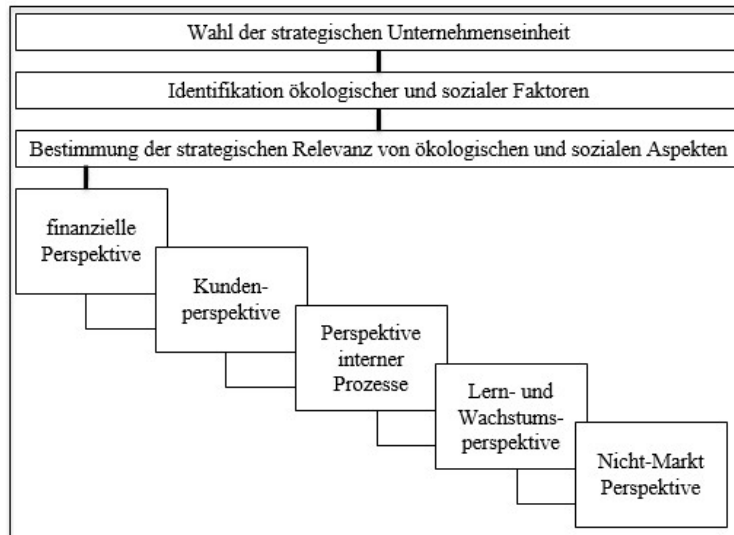 Wahl der strategischen Unternehmenseinheit
Identifikation ökologischer und sozialer Faktoren
Bestimmung der strategischen Relevanz von ökologischen und sozialen Aspekten
finanzielle
Perspektive
Kunden-
perspektive
Perspektive
interner
Prozesse
Lern- und
Wachstums-
perspektive
Nicht-Markt
Perspektive